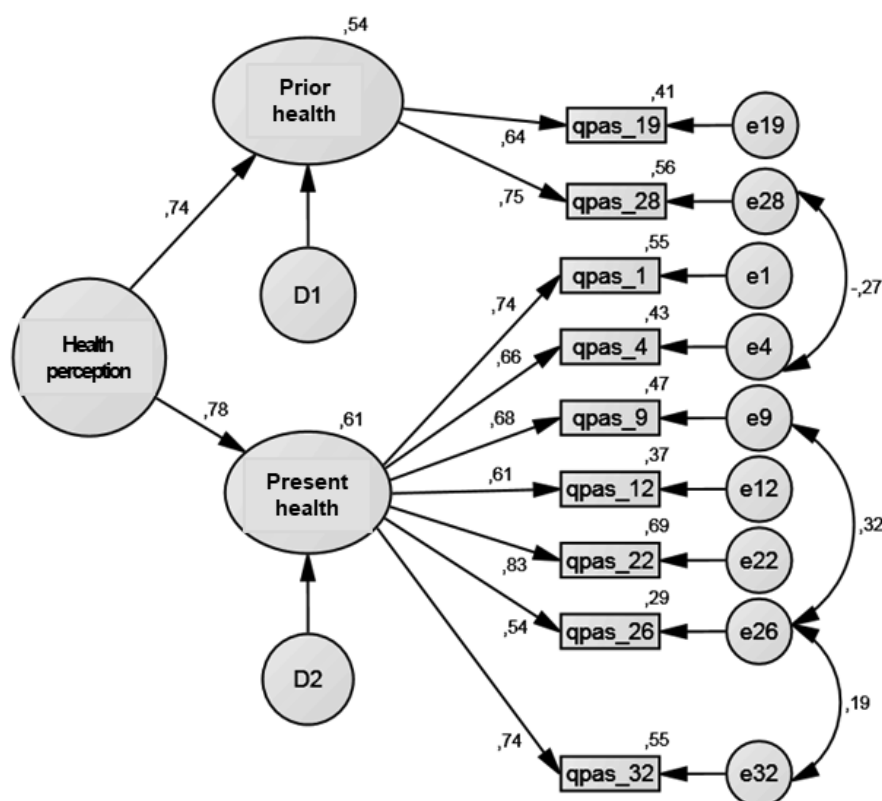 ,54
Prior
health
,41
,64
qpas_19
e19
,56
,75
qpas_28
e28
,74
D1
,55
,74
qpas_1
e1
-,27
,43
,66
qpas_4
e4
Health
perception
,78
,61
,47
,68
qpas_9
e9
Present
health
,37
,61
qpas_12
e12
,32
,69
,83
qpas_22
e22
,29
,54
qpas_26
e26
D2
,19
,74
,55
qpas_32
e32